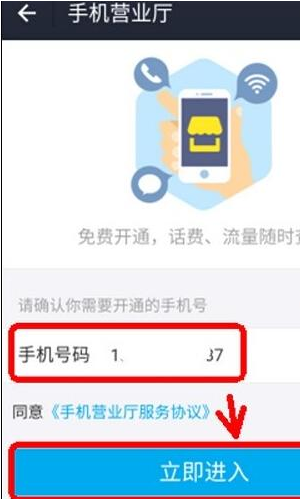 手机营业厅
免费开通，话费、流量随时
请确认你需要开通的手机号
手机号码 1 37
同意《手机营业厅服务协议》
立即进入